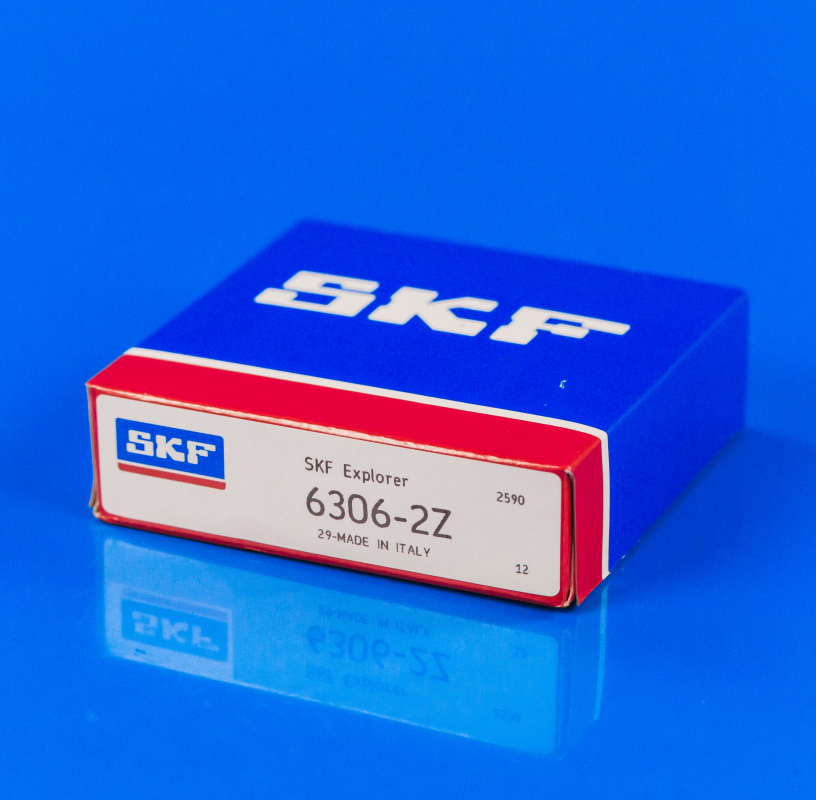 SKF
SKF
SKF Explorer
2590
6306-2Z
29-MADE IN ITALY
12